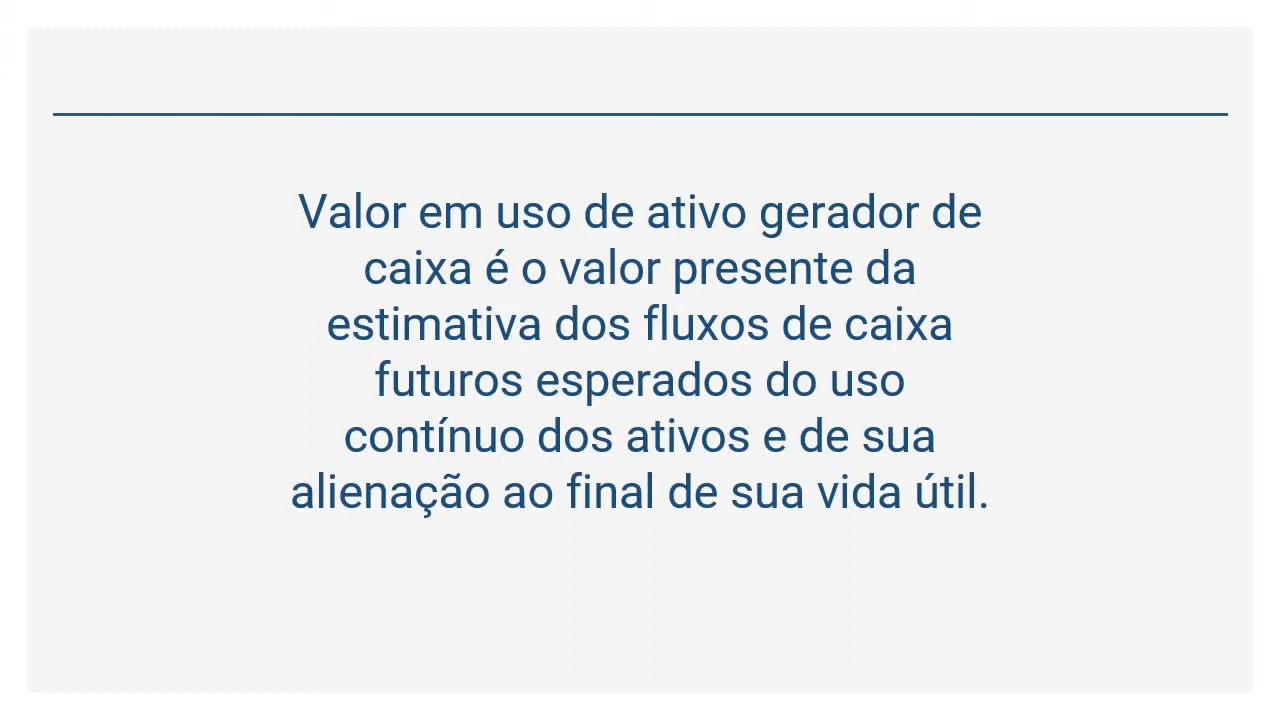 Valor em uso de ativo gerador de
caixa é o valor presente da
estimativa dos fluxos de caixa
futuros esperados do uso
contínuo dos ativos e de sua
alienação ao final de sua vida útil.